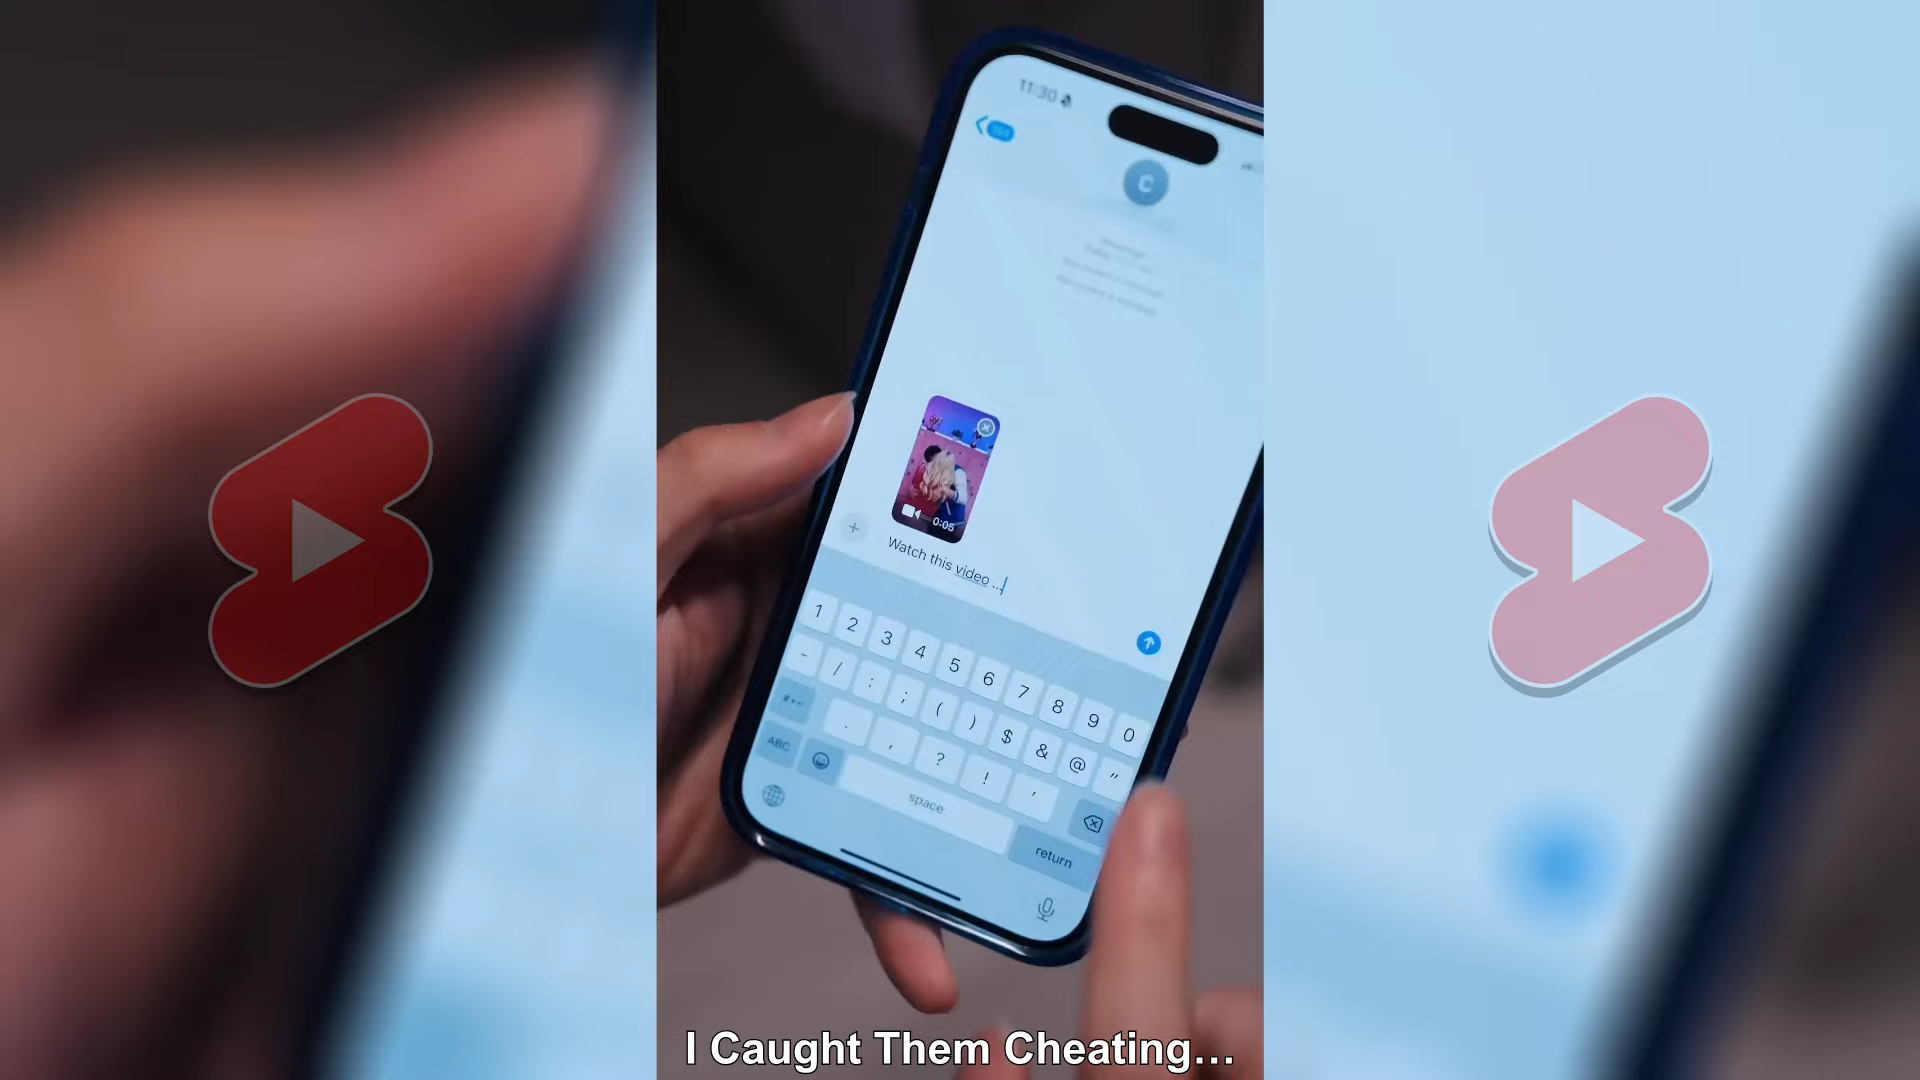 11:30
C
0:05
Watch this video ...
1 2 3 4 5 6 7 8 9 0
- / : ; ( ) $ & @ "
#+= . , ? ! '
ABC space return
I Caught Them Cheating...